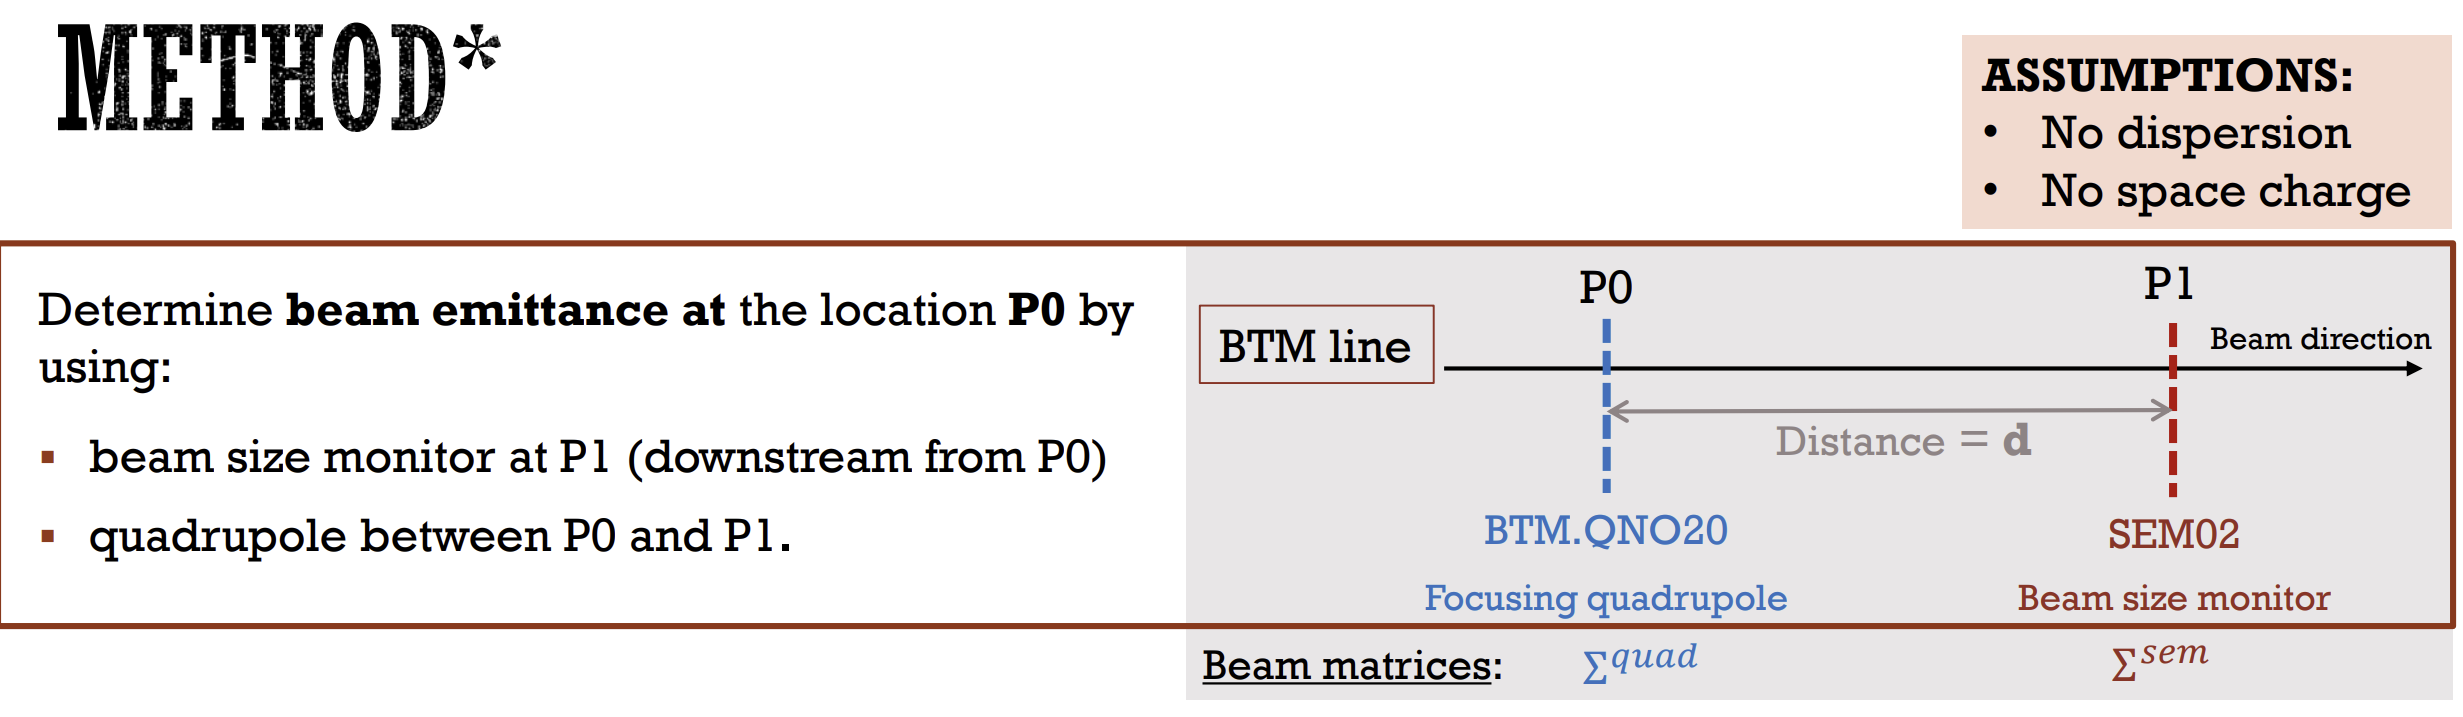 METHOD*
ASSUMPTIONS:
• No dispersion
• No space charge
Determine beam emittance at the location P0 by
using:
▪ beam size monitor at P1 (downstream from P0)
▪ quadrupole between P0 and P1.
P0
P1
BTM line
Beam direction
Distance = d
BTM.QNO20
SEM02
Focusing quadrupole
Beam size monitor
Beam matrices:
Σ^quad
Σ^sem